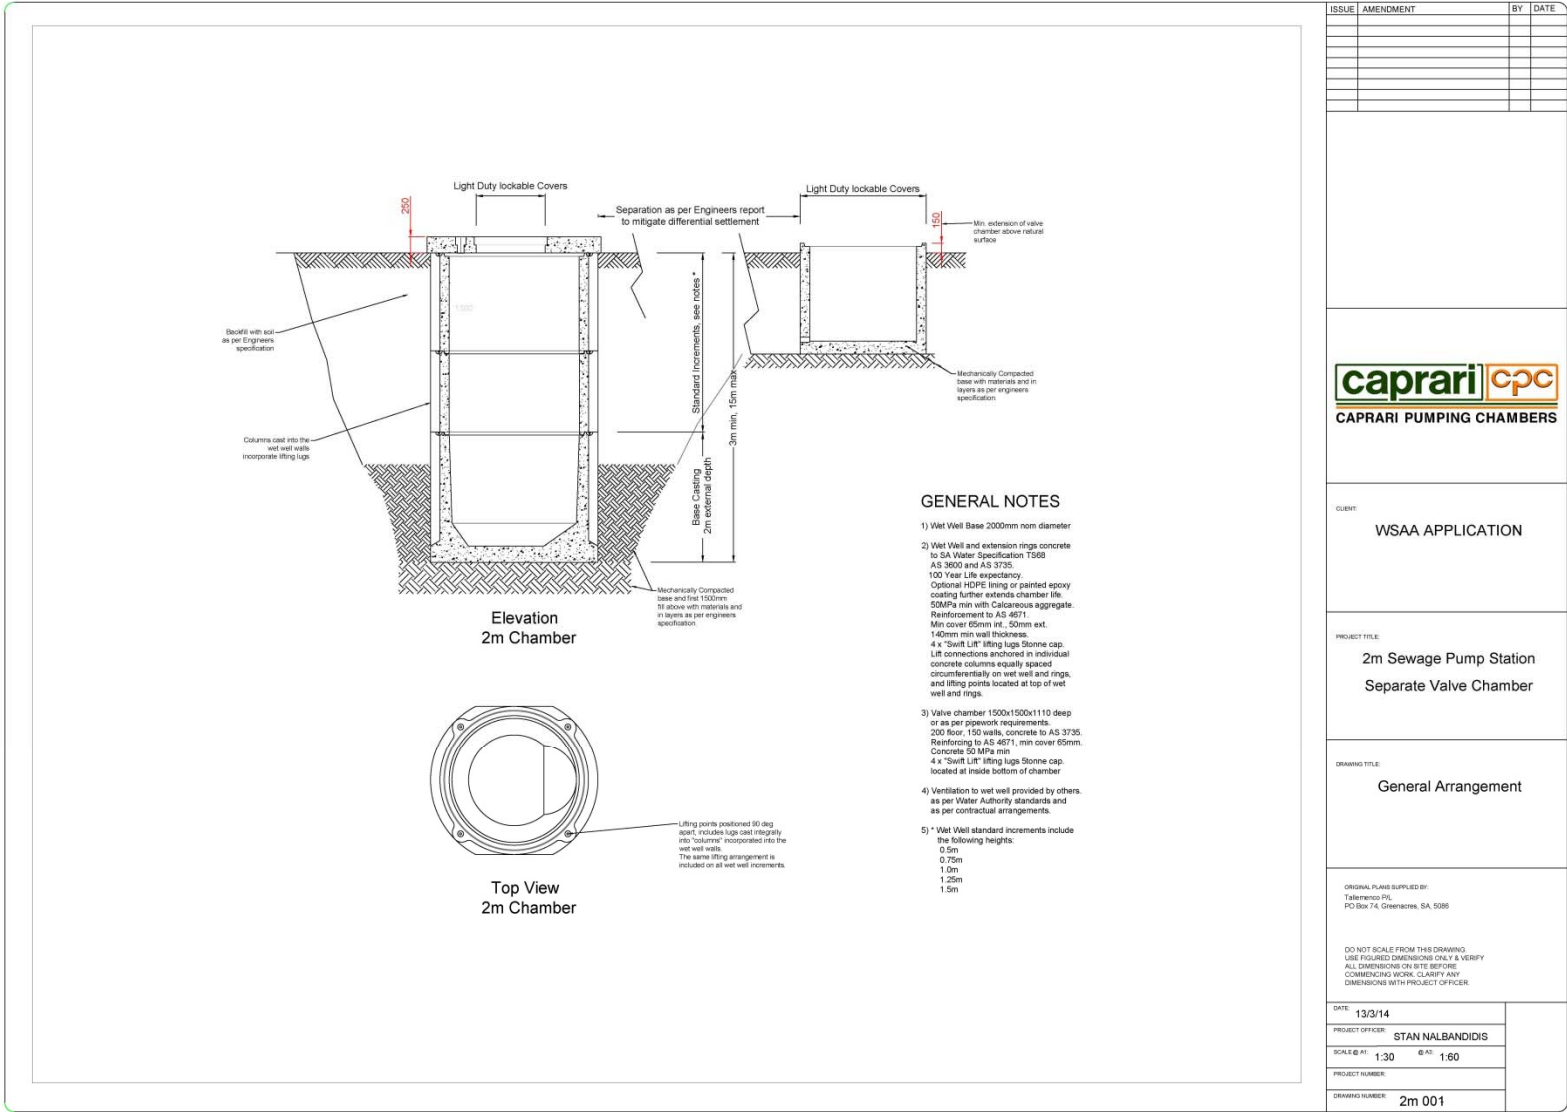 ISSUE AMENDMENT BY DATE
Light Duty lockable Covers
250
Separation as per Engineers report
to mitigate differential settlement
Light Duty lockable Covers
150
Min. extension of valve
chamber above natural
surface
1.500
Backfill with soil
as per Engineers
specification
Standard Increments, see notes *
3m min, 15m max
Mechanically Compacted
base with materials and in
layers as per engineers
specification
Columns cast into the
wet well walls
incorporate lifting lugs
Base Casting
2m external depth
Mechanically Compacted
base and first 1500mm
fill above with materials and
in layers as per engineers
specification
Elevation
2m Chamber
Lifting points positioned 90 deg
apart, includes lugs cast integrally
into "columns" incorporated into the
wet well walls.
The same lifting arrangement is
included on all wet well increments.
Top View
2m Chamber
GENERAL NOTES
1) Wet Well Base 2000mm nom diameter
2) Wet Well and extension rings concrete
to SA Water Specification TS68
AS 3600 and AS 3735.
100 Year Life expectancy.
Optional HDPE lining or painted epoxy
coating further extends chamber life.
50MPa min with Calcareous aggregate.
Reinforcement to AS 4671.
Min cover 65mm int., 50mm ext.
140mm min wall thickness.
4 x "Swift Lift" lifting lugs 5tonne cap.
Lift connections anchored in individual
concrete columns equally spaced
circumferentially on wet well and rings,
and lifting points located at top of wet
well and rings.
3) Valve chamber 1500x1500x1110 deep
or as per pipework requirements.
200 floor, 150 walls, concrete to AS 3735.
Reinforcing to AS 4671, min cover 65mm.
Concrete 50 MPa min
4 x "Swift Lift" lifting lugs 5tonne cap.
located at inside bottom of chamber
4) Ventilation to wet well provided by others.
as per Water Authority standards and
as per contractual arrangements.
5) * Wet Well standard increments include
the following heights:
0.5m
0.75m
1.0m
1.25m
1.5m
caprari cpc
CAPRARI PUMPING CHAMBERS
CLIENT:
WSAA APPLICATION
PROJECT TITLE:
2m Sewage Pump Station
Separate Valve Chamber
DRAWING TITLE:
General Arrangement
ORIGINAL PLANS SUPPLIED BY:
Tallemenco P/L
PO Box 74, Greenacres, SA, 5086
DO NOT SCALE FROM THIS DRAWING.
USE FIGURED DIMENSIONS ONLY & VERIFY
ALL DIMENSIONS ON SITE BEFORE
COMMENCING WORK. CLARIFY ANY
DIMENSIONS WITH PROJECT OFFICER.
DATE: 13/3/14
PROJECT OFFICER: STAN NALBANDIDIS
SCALE @ A1: 1:30 @ A3: 1:60
PROJECT NUMBER:
DRAWING NUMBER: 2m 001